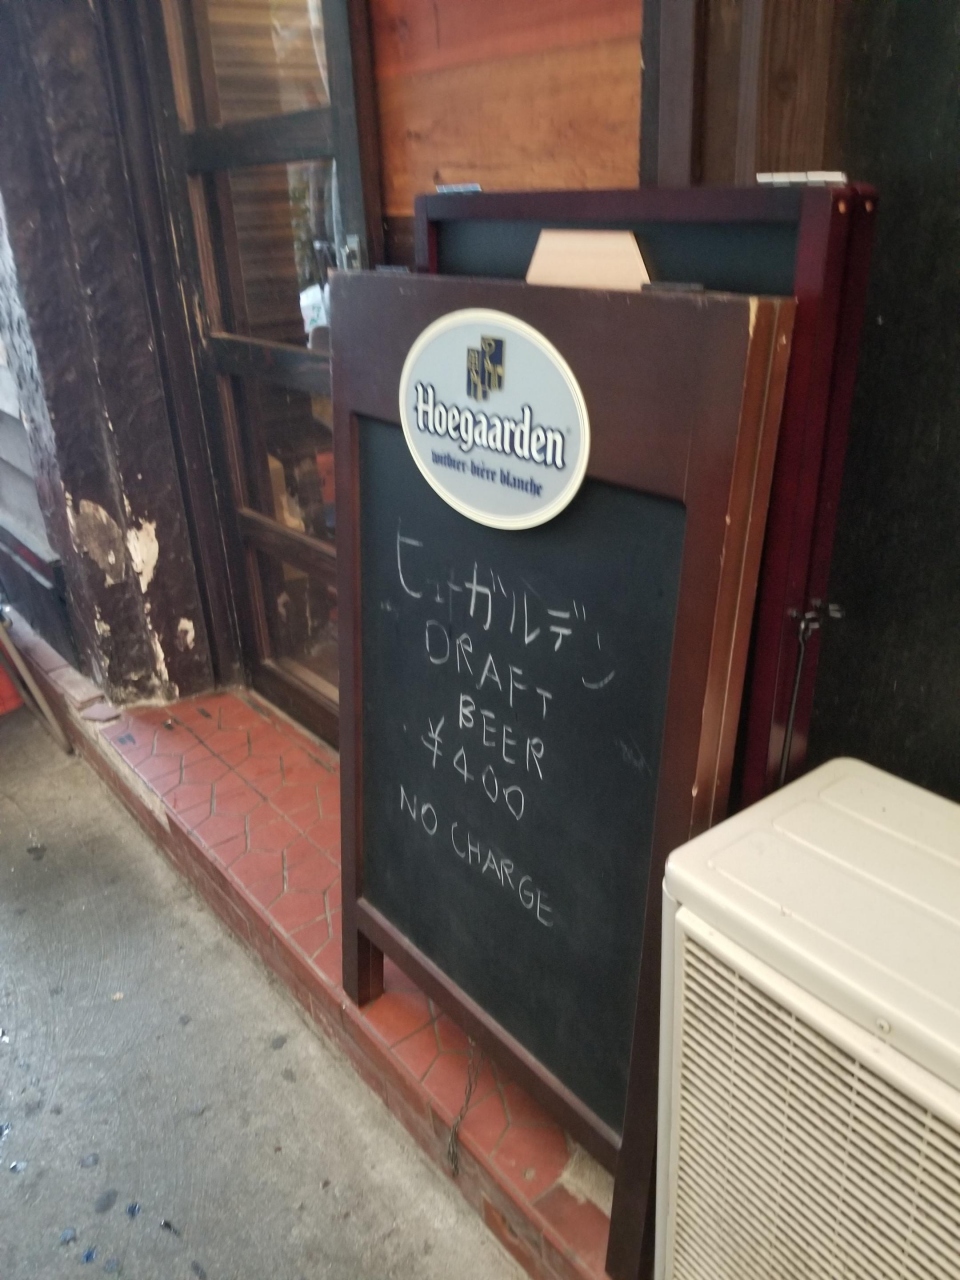 Hoegaarden
witbier-bière blanche
ヒューガルデン
DRAFT
BEER
¥400
NO CHARGE